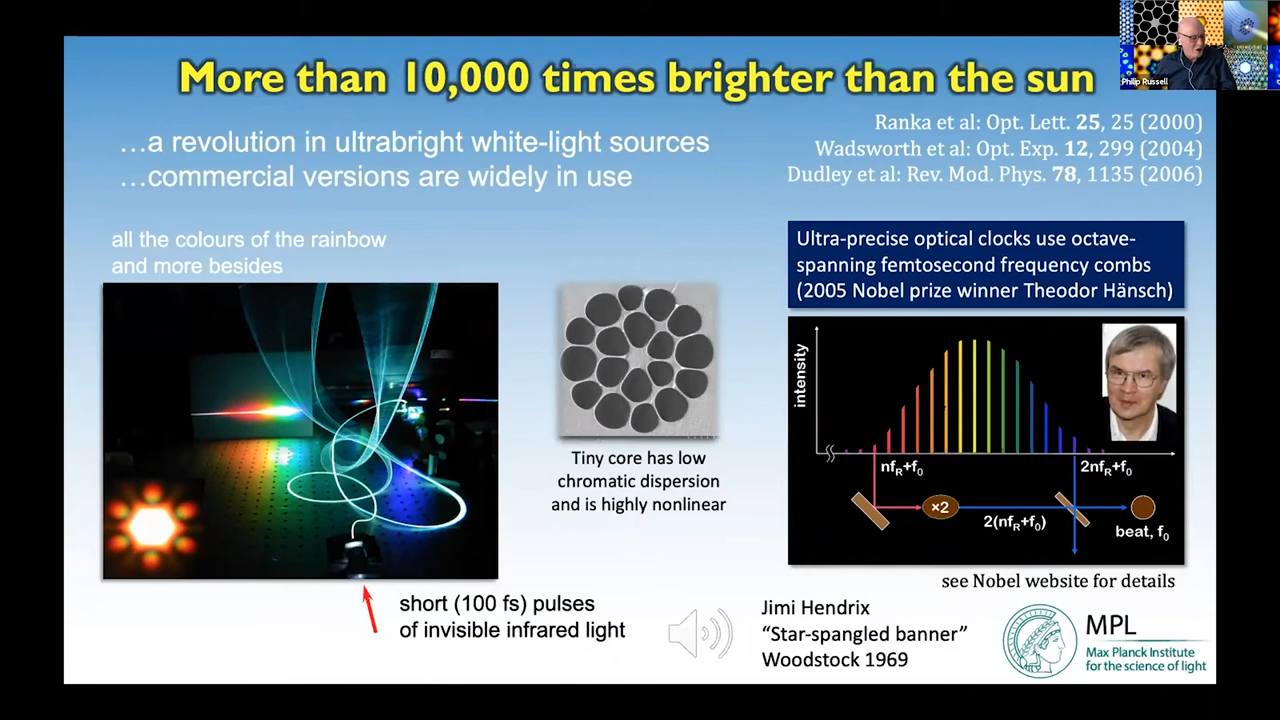 More than 10,000 times brighter than the sun
Philip Russell
…a revolution in ultrabright white-light sources
…commercial versions are widely in use
Ranka et al: Opt. Lett. 25, 25 (2000)
Wadsworth et al: Opt. Exp. 12, 299 (2004)
Dudley et al: Rev. Mod. Phys. 78, 1135 (2006)
all the colours of the rainbow
and more besides
Tiny core has low
chromatic dispersion
and is highly nonlinear
Ultra-precise optical clocks use octave-
spanning femtosecond frequency combs
(2005 Nobel prize winner Theodor Hänsch)
intensity
nfR+f0
2nfR+f0
×2
2(nfR+f0)
beat, f0
see Nobel website for details
short (100 fs) pulses
of invisible infrared light
Jimi Hendrix
“Star-spangled banner”
Woodstock 1969
MPL
Max Planck Institute
for the science of light